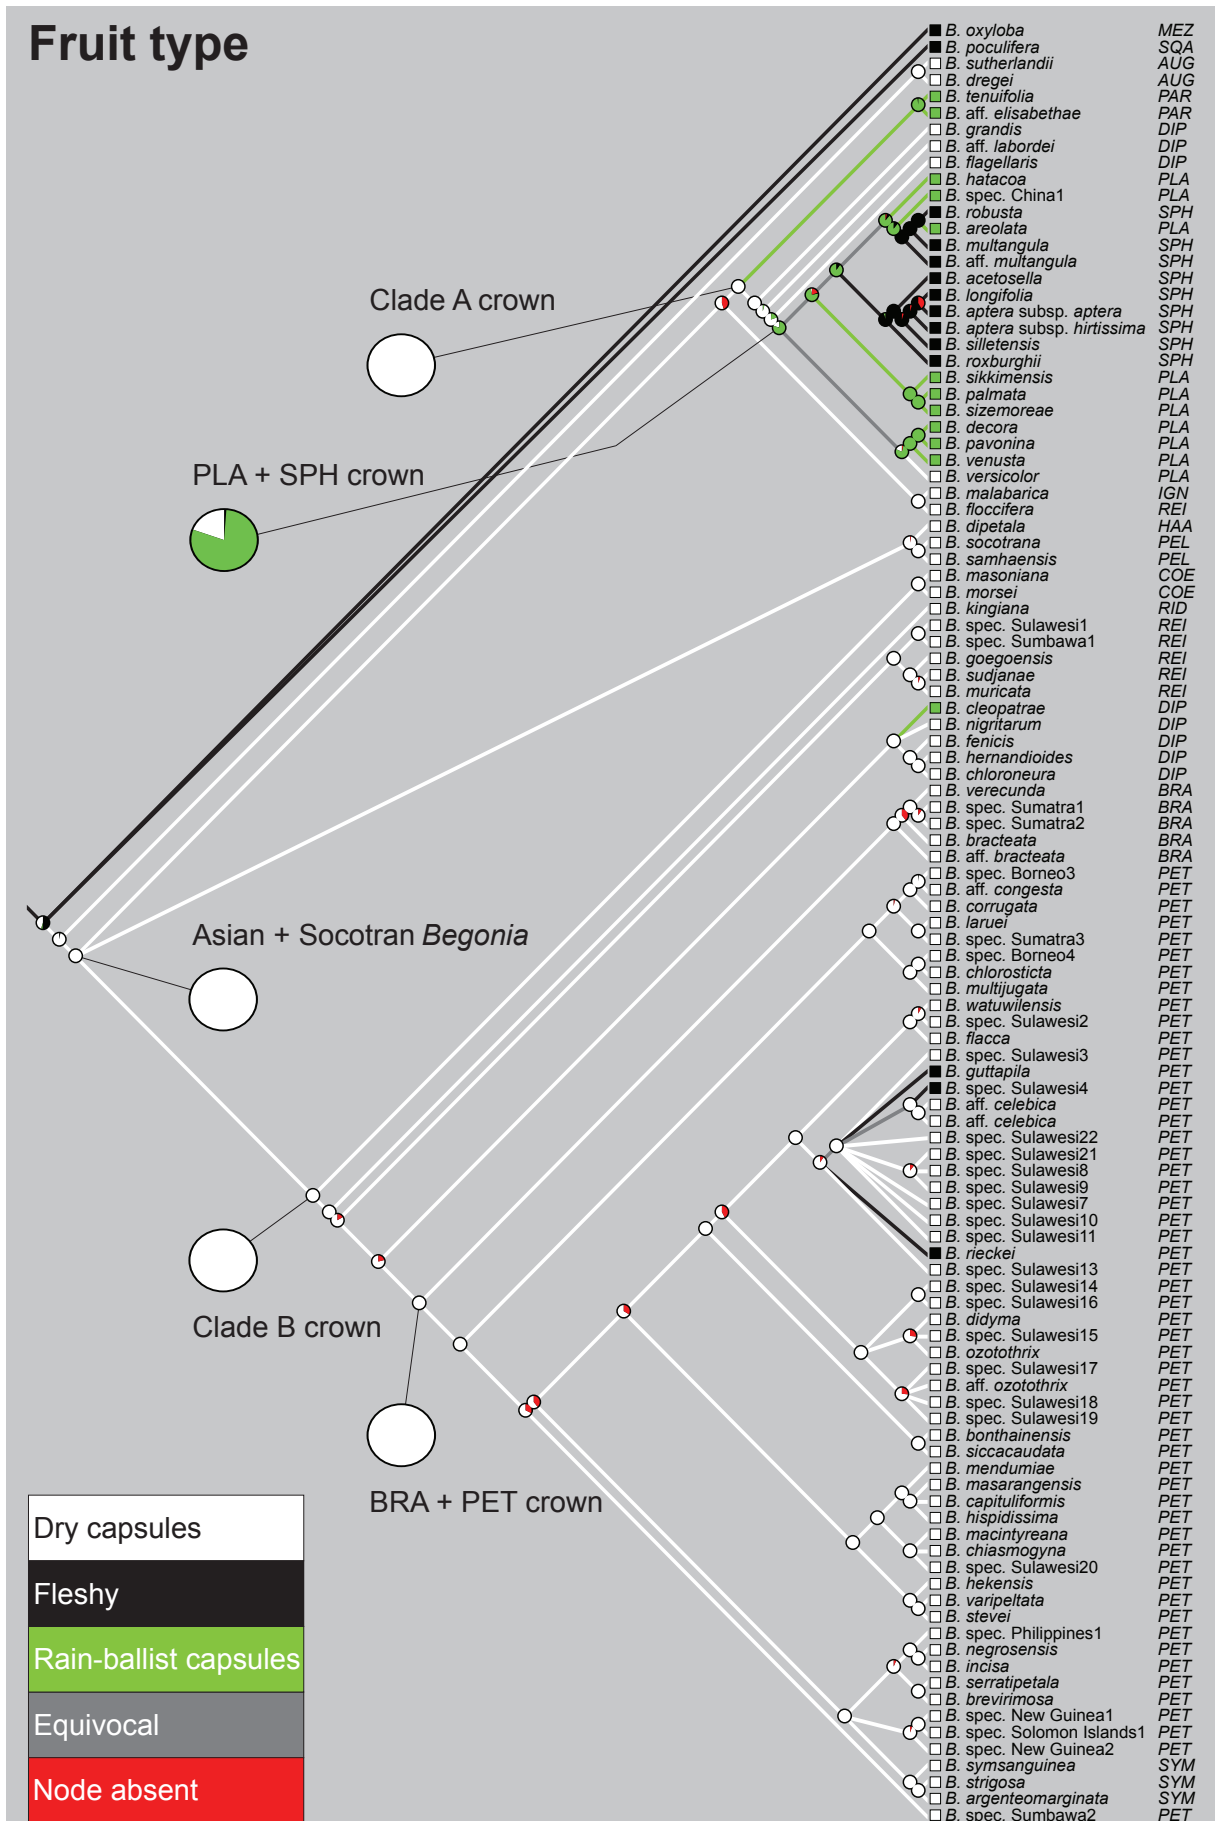 Fruit type
B. oxyloba MEZ
B. poculifera SQA
B. sutherlandii AUG
B. dregei AUG
B. tenuifolia PAR
B. aff. elisabethae PAR
B. grandis DIP
B. aff. labordei DIP
B. flagellaris DIP
B. hatacoa PLA
B. spec. China1 PLA
B. robusta SPH
B. areolata PLA
B. multangula SPH
B. aff. multangula SPH
B. acetosella SPH
B. longifolia SPH
B. aptera subsp. aptera SPH
B. aptera subsp. hirtissima SPH
B. silletensis SPH
B. roxburghii SPH
B. sikkimensis PLA
B. palmata PLA
B. sizemoreae PLA
B. decora PLA
B. pavonina PLA
B. venusta PLA
B. versicolor PLA
B. malabarica IGN
B. floccifera REI
B. dipetala HAA
B. socotrana PEL
B. samhaensis PEL
B. masoniana COE
B. morsei COE
B. kingiana RID
B. spec. Sulawesi1 REI
B. spec. Sumbawa1 REI
B. goegoensis REI
B. sudjanae REI
B. muricata REI
B. cleopatrae DIP
B. nigritarum DIP
B. fenicis DIP
B. hernandioides DIP
B. chloroneura DIP
B. verecunda BRA
B. spec. Sumatra1 BRA
B. spec. Sumatra2 BRA
B. bracteata BRA
B. aff. bracteata BRA
B. spec. Borneo3 PET
B. aff. congesta PET
B. corrugata PET
B. laruei PET
B. spec. Sumatra3 PET
B. spec. Borneo4 PET
B. chlorosticta PET
B. multijugata PET
B. watuwilensis PET
B. spec. Sulawesi2 PET
B. flacca PET
B. spec. Sulawesi3 PET
B. guttapila PET
B. spec. Sulawesi4 PET
B. aff. celebica PET
B. aff. celebica PET
B. spec. Sulawesi22 PET
B. spec. Sulawesi21 PET
B. spec. Sulawesi8 PET
B. spec. Sulawesi9 PET
B. spec. Sulawesi7 PET
B. spec. Sulawesi10 PET
B. spec. Sulawesi11 PET
B. rieckei PET
B. spec. Sulawesi13 PET
B. spec. Sulawesi14 PET
B. spec. Sulawesi16 PET
B. didyma PET
B. spec. Sulawesi15 PET
B. ozotothrix PET
B. spec. Sulawesi17 PET
B. aff. ozotothrix PET
B. spec. Sulawesi18 PET
B. spec. Sulawesi19 PET
B. bonthainensis PET
B. siccacaudata PET
B. mendumiae PET
B. masarangensis PET
B. capituliformis PET
B. hispidissima PET
B. macintyreana PET
B. chiasmogyna PET
B. spec. Sulawesi20 PET
B. hekensis PET
B. varipeltata PET
B. stevei PET
B. spec. Philippines1 PET
B. negrosensis PET
B. incisa PET
B. serratipetala PET
B. brevirimosa PET
B. spec. New Guinea1 PET
B. spec. Solomon Islands1 PET
B. spec. New Guinea2 PET
B. symsanguinea SYM
B. strigosa SYM
B. argenteomarginata SYM
B. spec. Sumbawa2 PET
Clade A crown
PLA + SPH crown
Asian + Socotran Begonia
Clade B crown
BRA + PET crown
Dry capsules
Fleshy
Rain-ballist capsules
Equivocal
Node absent